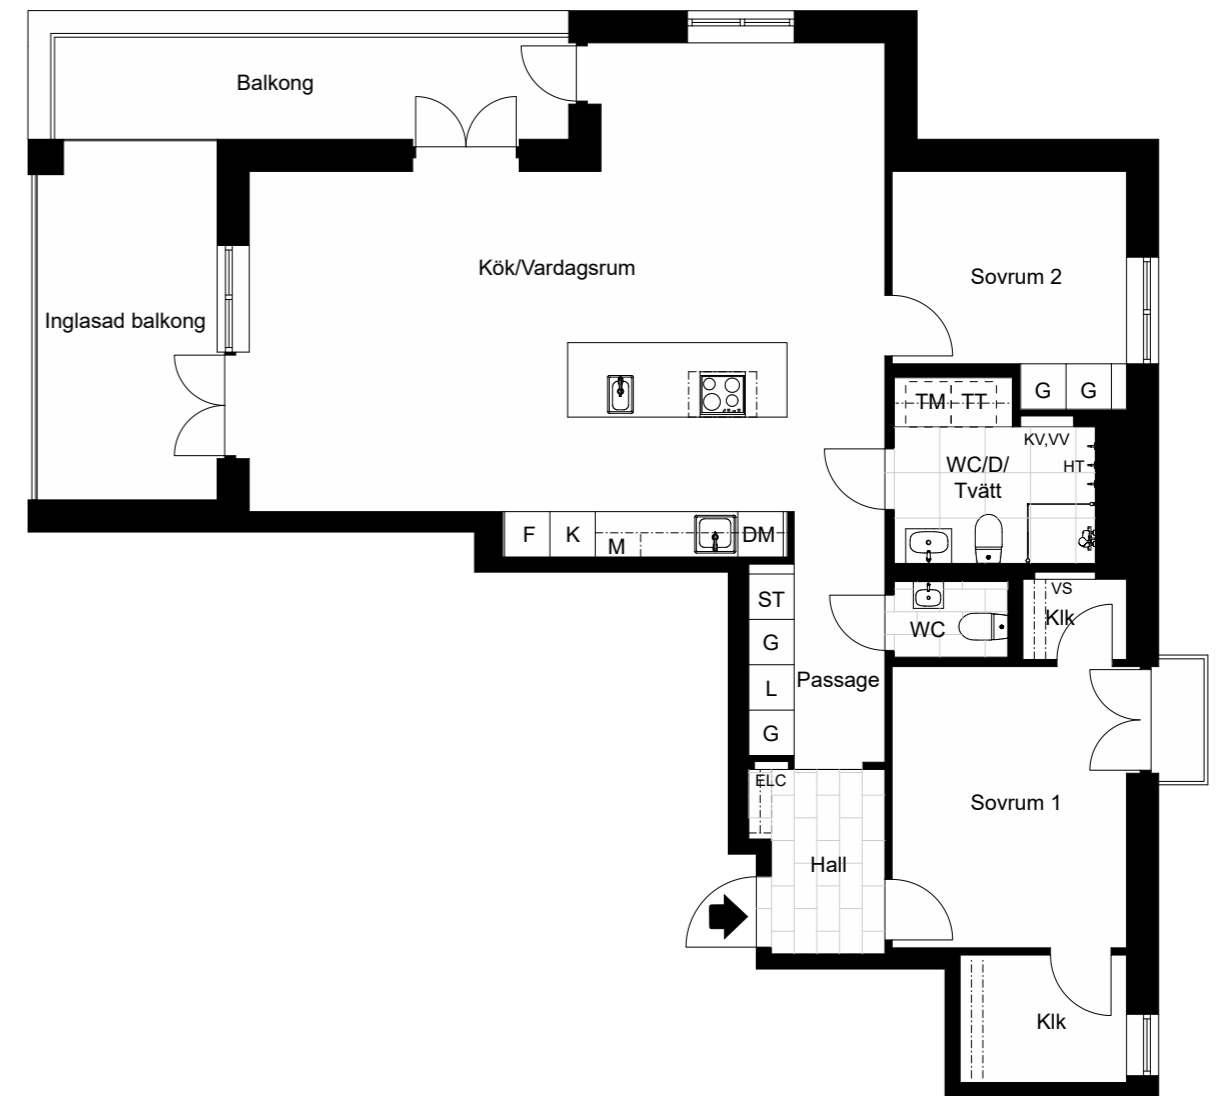 Balkong
Kök/Vardagsrum
Sovrum 2
Inglasad balkong
G G
TM TT
KV,VV
WC/D/
Tvätt
HT
F K M DM
ST
VS
Klk
WC
G
Passage
L
G
ELC
Sovrum 1
Hall
Klk